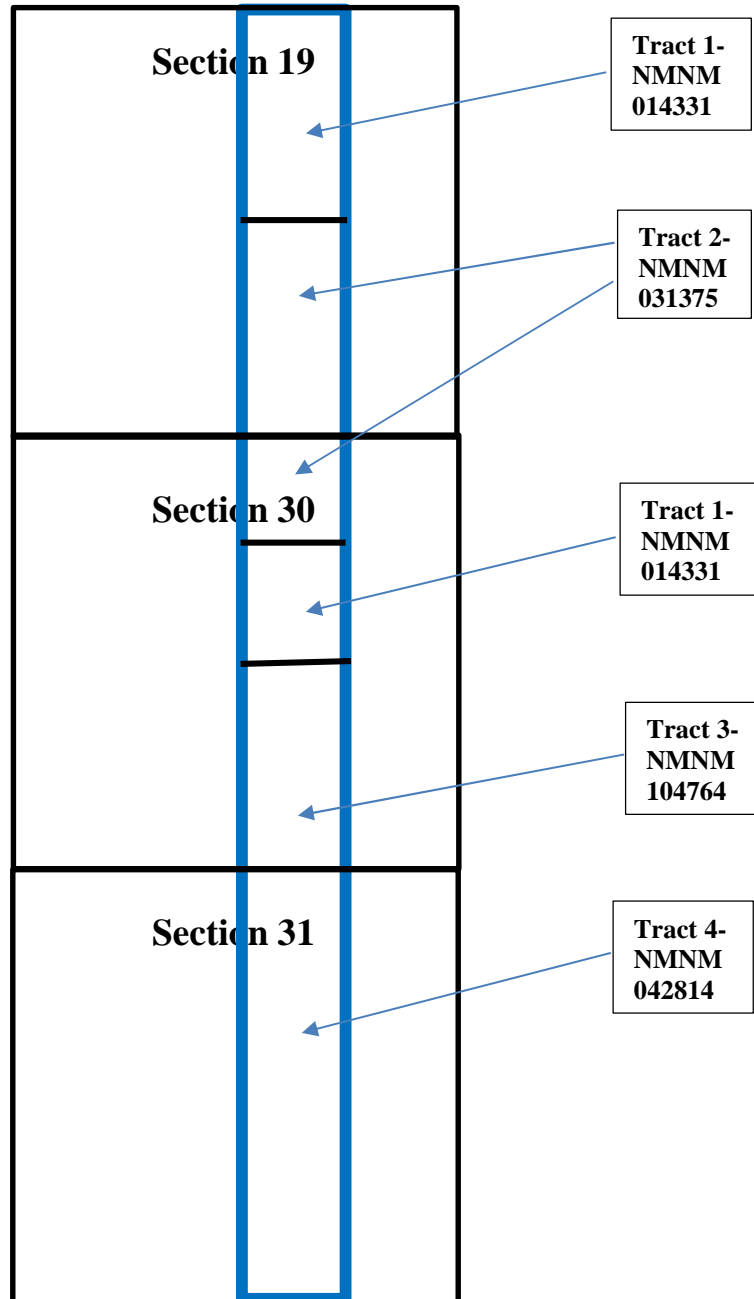 Section 19
Tract 1-
NMNM
014331
Tract 2-
NMNM
031375
Section 30
Tract 1-
NMNM
014331
Tract 3-
NMNM
104764
Section 31
Tract 4-
NMNM
042814